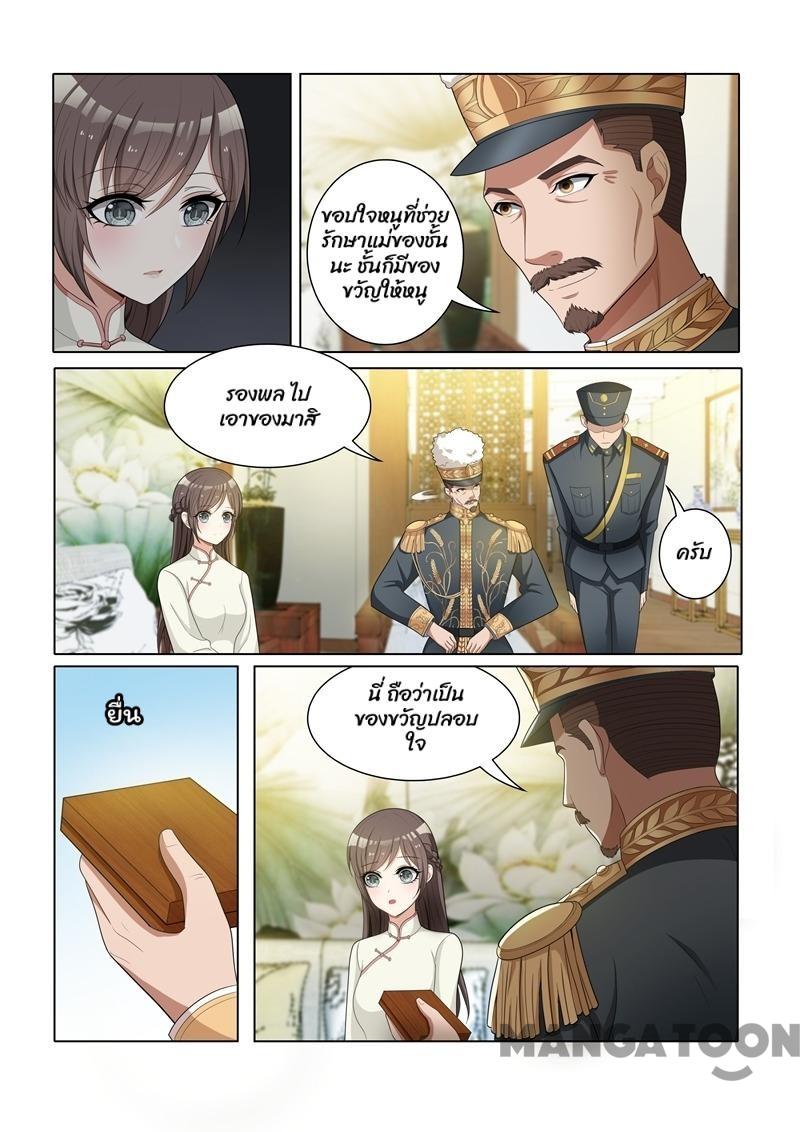 ขอบใจหนูที่ช่วย
รักษาแม่ของชั้น
นะ ชั้นก็มีของ
ขวัญให้หนู
รองพล ไป
เอาของมาสิ
ครับ
ยื่น
นี่ ถือว่าเป็น
ของขวัญปลอบ
ใจ
MANGATOON